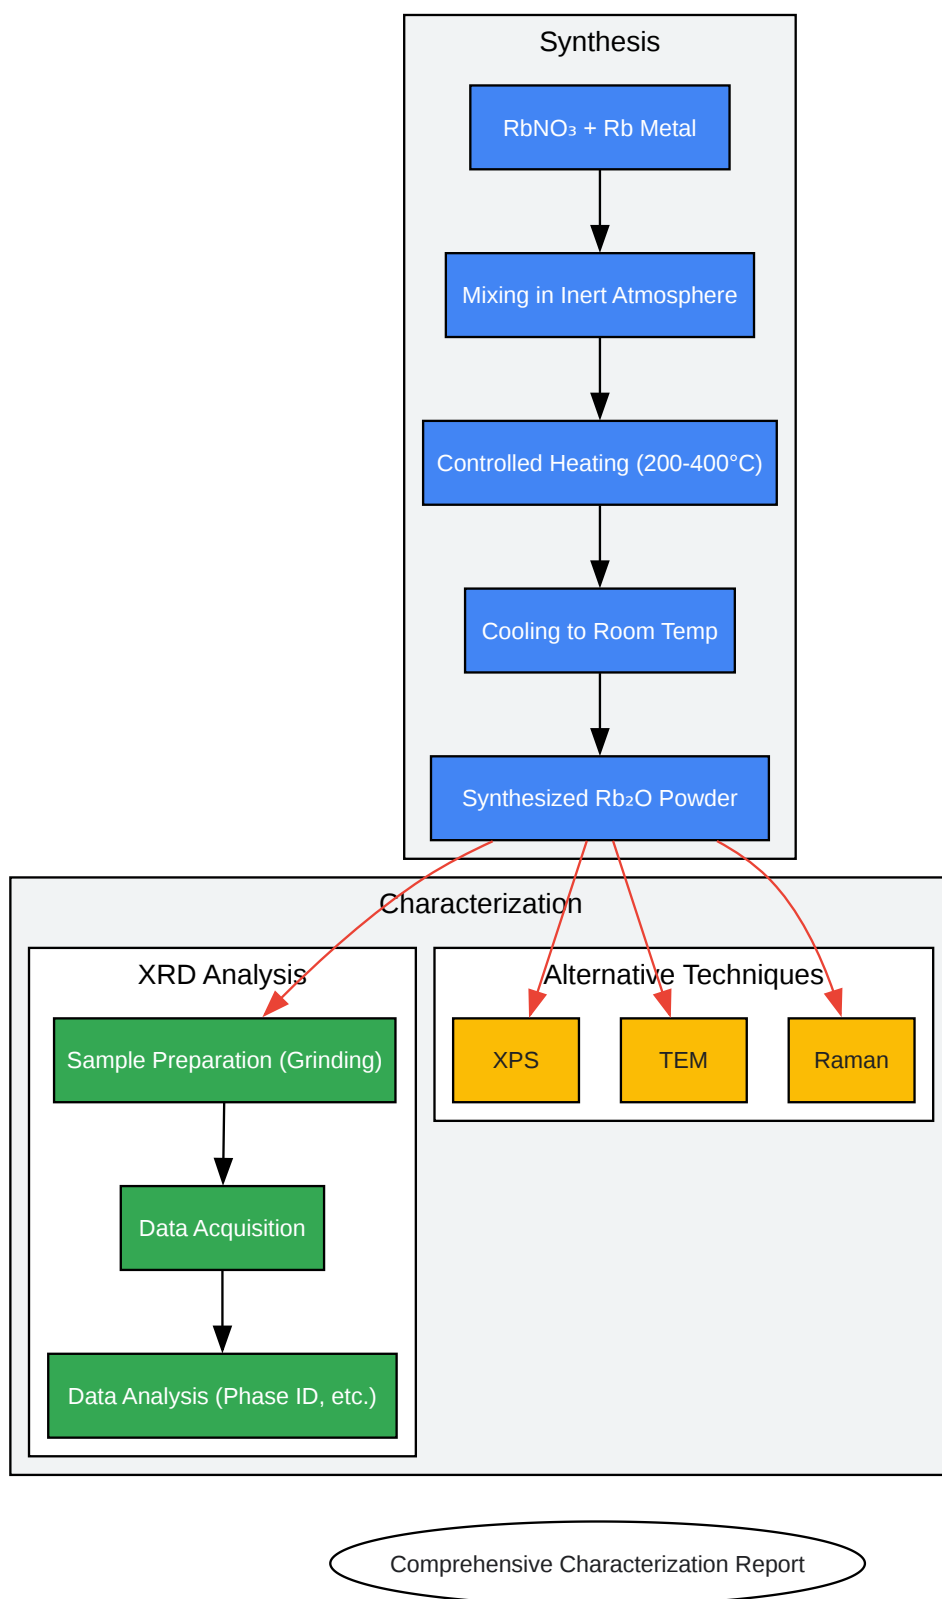 Synthesis
RbNO₃ + Rb Metal
Mixing in Inert Atmosphere
Controlled Heating (200-400°C)
Cooling to Room Temp
Synthesized Rb₂O Powder
Characterization
XRD Analysis
Sample Preparation (Grinding)
Data Acquisition
Data Analysis (Phase ID, etc.)
Alternative Techniques
XPS
TEM
Raman
Comprehensive Characterization Report